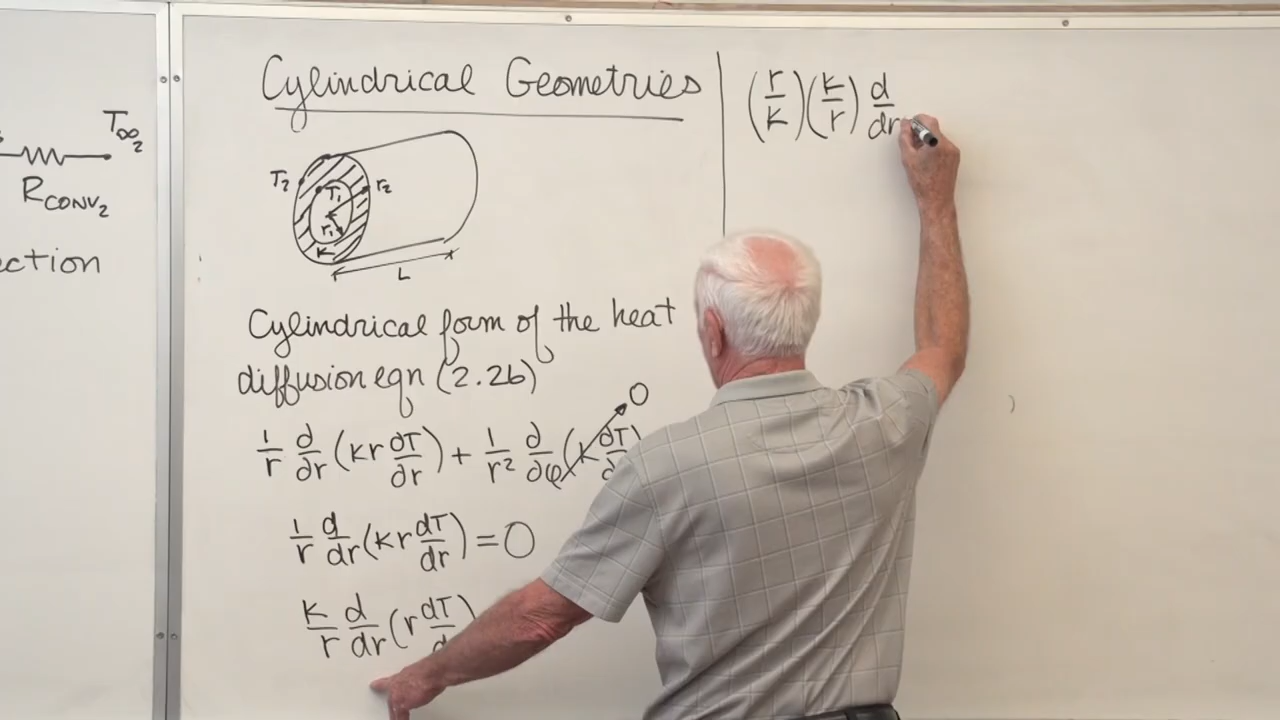 T∞2
RCONV2
ection
Cylindrical Geometries
T2
T1
r2
r1
K
L
Cylindrical form of the heat
diffusion eqn (2.26)
1/r ∂/∂r (kr ∂T/∂r) + 1/r² ∂/∂φ (k ∂T/∂ 0
1/r d/dr (kr dT/dr) = 0
k/r d/dr (r dT/d
(r/k)(k/r) d/dr